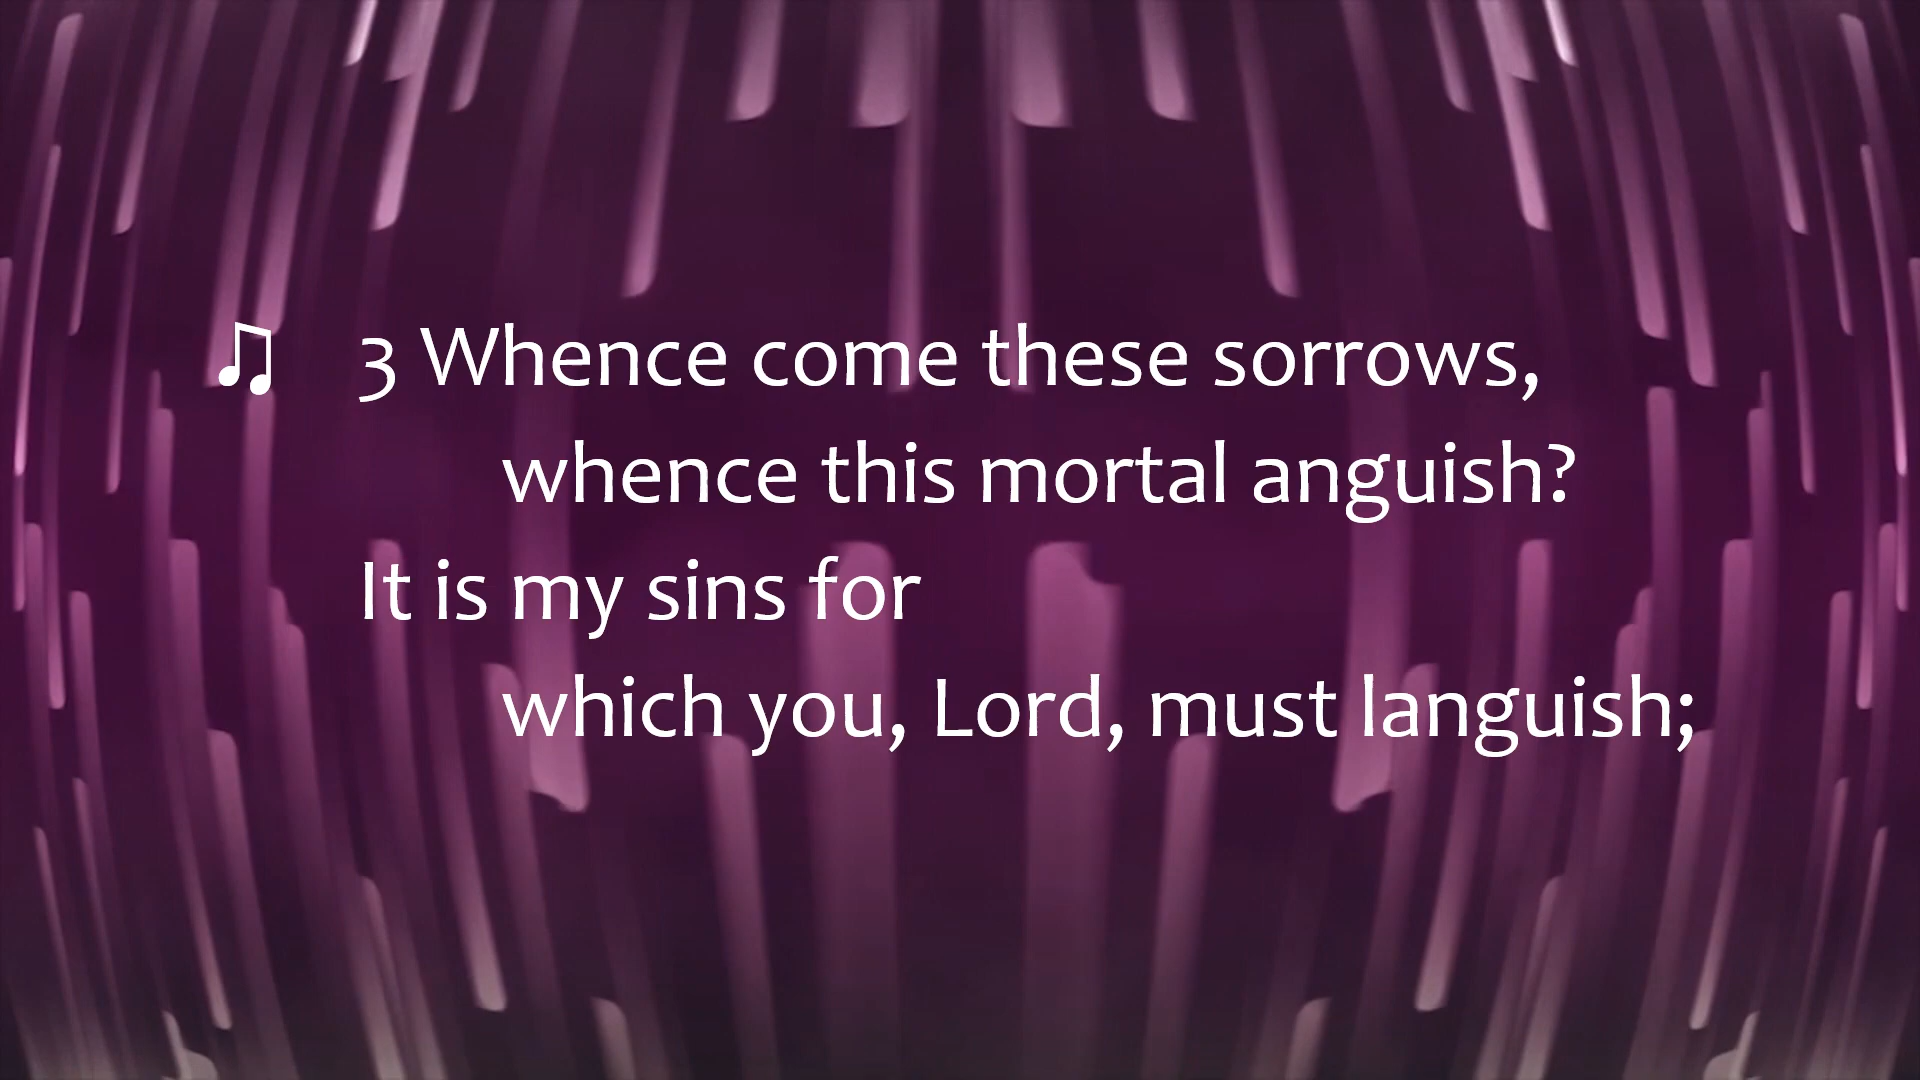 ♫ 3 Whence come these sorrows,
whence this mortal anguish?
It is my sins for
which you, Lord, must languish;